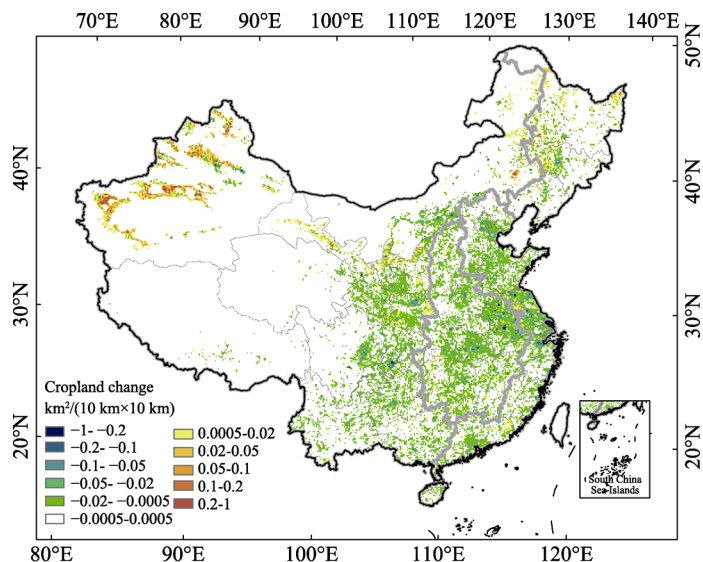 70°E 80°E 90°E 100°E 110°E 120°E 130°E 140°E
50°N
40°N 40°N
30°N 30°N
20°N 20°N
Cropland change
km²/(10 km×10 km)
−1- −0.2
−0.2- −0.1
−0.1- −0.05
−0.05- −0.02
−0.02- −0.0005
−0.0005-0.0005
0.0005-0.02
0.02-0.05
0.05-0.1
0.1-0.2
0.2-1
South China
Sea-Islands
80°E 90°E 100°E 110°E 120°E